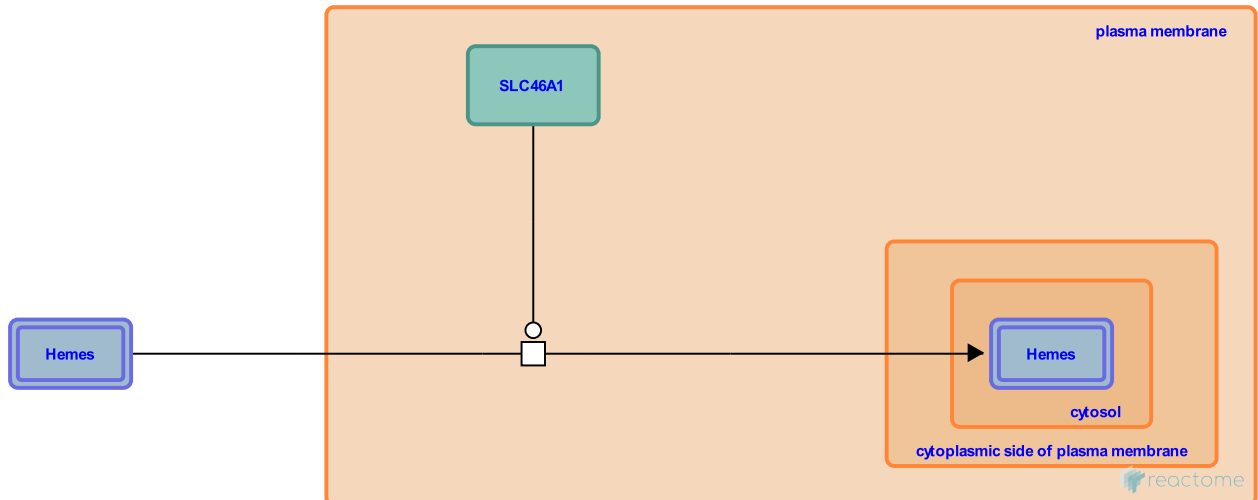 plasma membrane
SLC46A1
Hemes
Hemes
cytosol
cytoplasmic side of plasma membrane
reactome